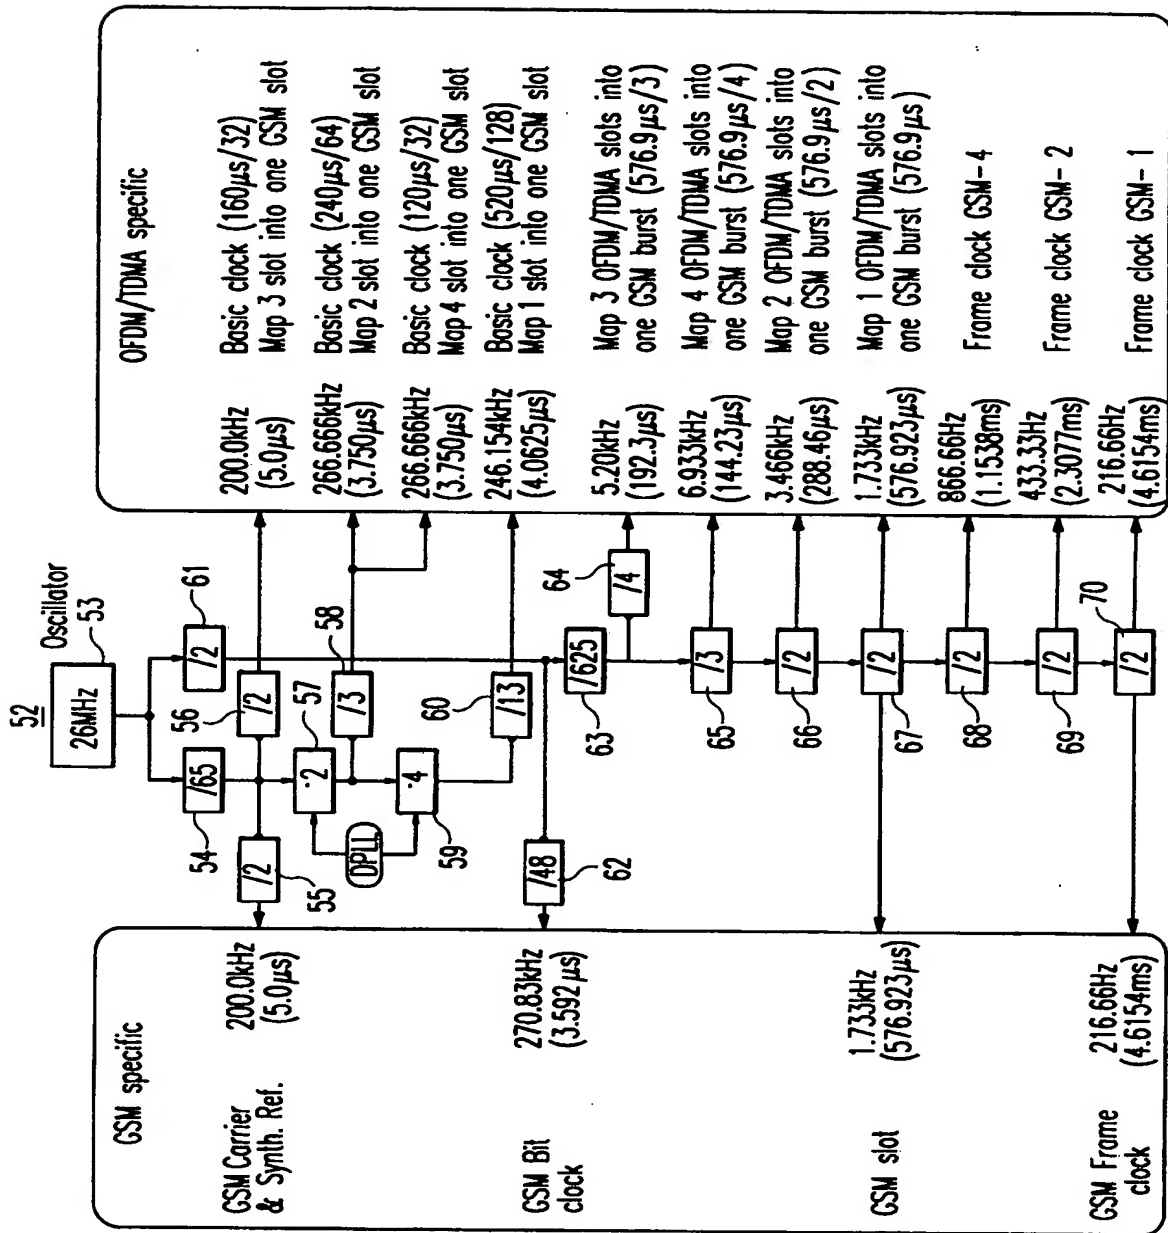 52
Oscillator
53
26MHz
54
/65
61
/2
55
/2
56
/2
57
·2
58
/3
DPLL
59
·4
60
/13
62
/48
63
/625
64
/4
65
/3
66
/2
67
/2
68
/2
69
/2
70
/2
GSM specific
GSM Carrier
& Synth. Ref.
200.0kHz
(5.0µs)
GSM Bit
clock
270.83kHz
(3.592µs)
GSM slot
1.733kHz
(576.923µs)
GSM Frame
clock
216.66Hz
(4.6154ms)
OFDM/TDMA specific
200.0kHz
(5.0µs)
Basic clock (160µs/32)
Map 3 slot into one GSM slot
266.666kHz
(3.750µs)
Basic clock (240µs/64)
Map 2 slot into one GSM slot
266.666kHz
(3.750µs)
Basic clock (120µs/32)
Map 4 slot into one GSM slot
246.154kHz
(4.0625µs)
Basic clock (520µs/128)
Map 1 slot into one GSM slot
5.20kHz
(192.3µs)
Map 3 OFDM/TDMA slots into
one GSM burst (576.9µs/3)
6.933kHz
(144.23µs)
Map 4 OFDM/TDMA slots into
one GSM burst (576.9µs/4)
3.466kHz
(288.46µs)
Map 2 OFDM/TDMA slots into
one GSM burst (576.9µs/2)
1.733kHz
(576.923µs)
Map 1 OFDM/TDMA slots into
one GSM burst (576.9µs)
866.66Hz
(1.1538ms)
Frame clock GSM-4
433.33Hz
(2.3077ms)
Frame clock GSM-2
216.66Hz
(4.6154ms)
Frame clock GSM-1